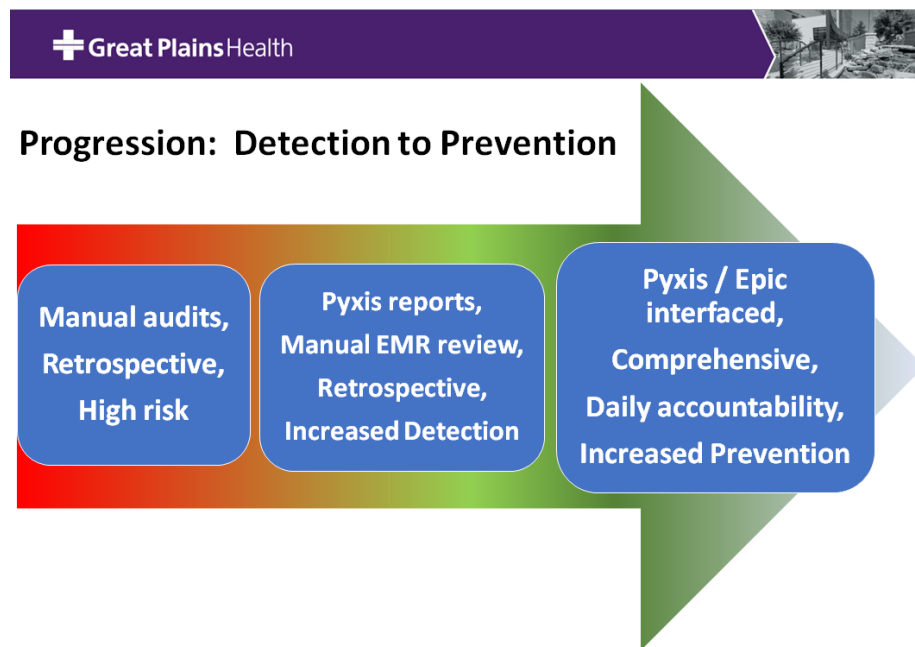 Great Plains Health
Progression: Detection to Prevention
Manual audits,
Retrospective,
High risk
Pyxis reports,
Manual EMR review,
Retrospective,
Increased Detection
Pyxis / Epic
interfaced,
Comprehensive,
Daily accountability,
Increased Prevention